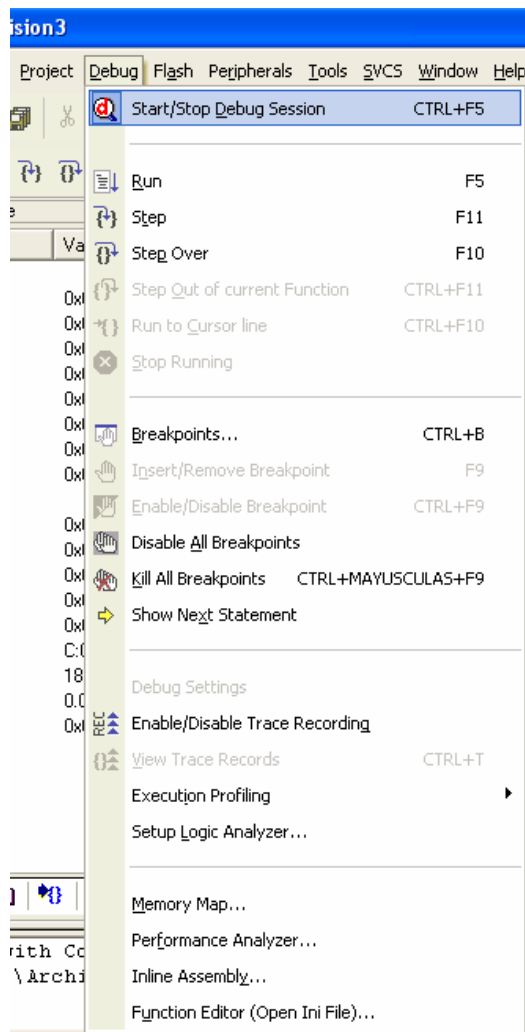 ision3
Project Debug Flash Peripherals Tools SVCS Window Help
Start/Stop Debug Session CTRL+F5
Run F5
Step F11
Step Over F10
Step Out of current Function CTRL+F11
Run to Cursor line CTRL+F10
Stop Running
Breakpoints... CTRL+B
Insert/Remove Breakpoint F9
Enable/Disable Breakpoint CTRL+F9
Disable All Breakpoints
Kill All Breakpoints CTRL+MAYUSCULAS+F9
Show Next Statement
Debug Settings
REC Enable/Disable Trace Recording
View Trace Records CTRL+T
Execution Profiling
Setup Logic Analyzer...
Memory Map...
Performance Analyzer...
Inline Assembly...
Function Editor (Open Ini File)...
Va
0x
0x
0x
0x
0x
0x
0x
0x
0x
0x
0x
0x
0x
C:
18
0.0
0x
with Co
\Archi